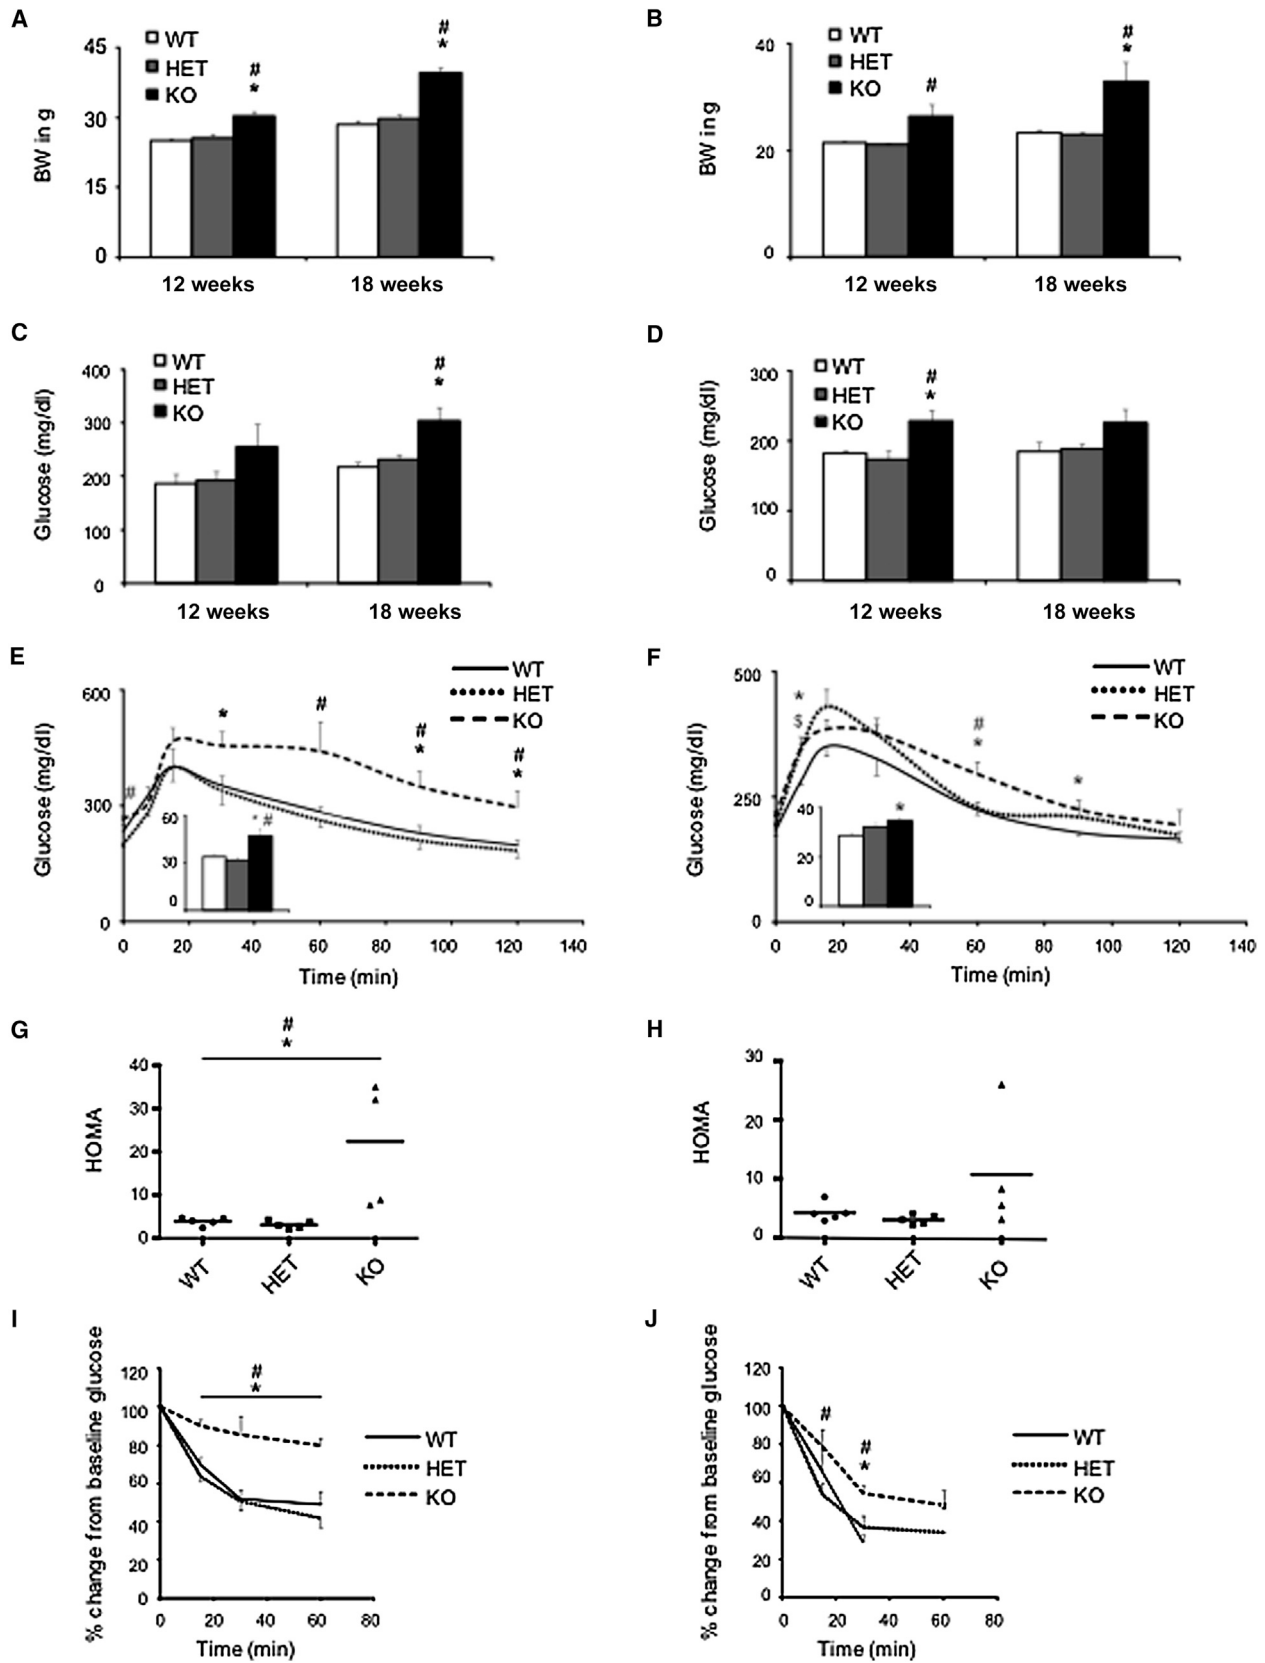 A
45
30
15
0
BW in g
WT
HET
KO
#
*
#
*
12 weeks
18 weeks
B
40
20
0
BW in g
WT
HET
KO
#
#
*
12 weeks
18 weeks
C
400
300
200
100
0
Glucose (mg/dl)
WT
HET
KO
#
*
12 weeks
18 weeks
D
300
200
100
0
Glucose (mg/dl)
WT
HET
KO
#
*
12 weeks
18 weeks
E
600
300
0
Glucose (mg/dl)
WT
HET
KO
#
*
#
#
*
#
*
60
30
0
* #
0 20 40 60 80 100 120 140
Time (min)
F
500
250
0
Glucose (mg/dl)
WT
HET
KO
*
$
#
*
*
40
20
0
*
0 20 40 60 80 100 120 140
Time (min)
G
#
*
40
30
20
10
0
HOMA
WT HET KO
H
30
20
10
0
HOMA
WT HET KO
I
120
100
80
60
40
20
0
% change from baseline glucose
#
*
WT
HET
KO
0 20 40 60 80
Time (min)
J
120
100
80
60
40
20
0
% change from baseline glucose
#
#
*
WT
HET
KO
0 20 40 60 80
Time (min)